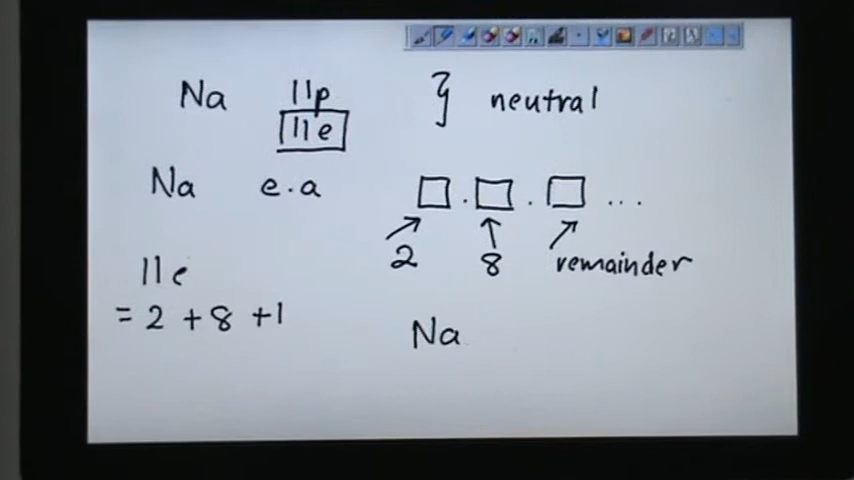 Na 11p } neutral
11e
Na e.a □.□.□...
2 8 remainder
11e
= 2 + 8 + 1
Na